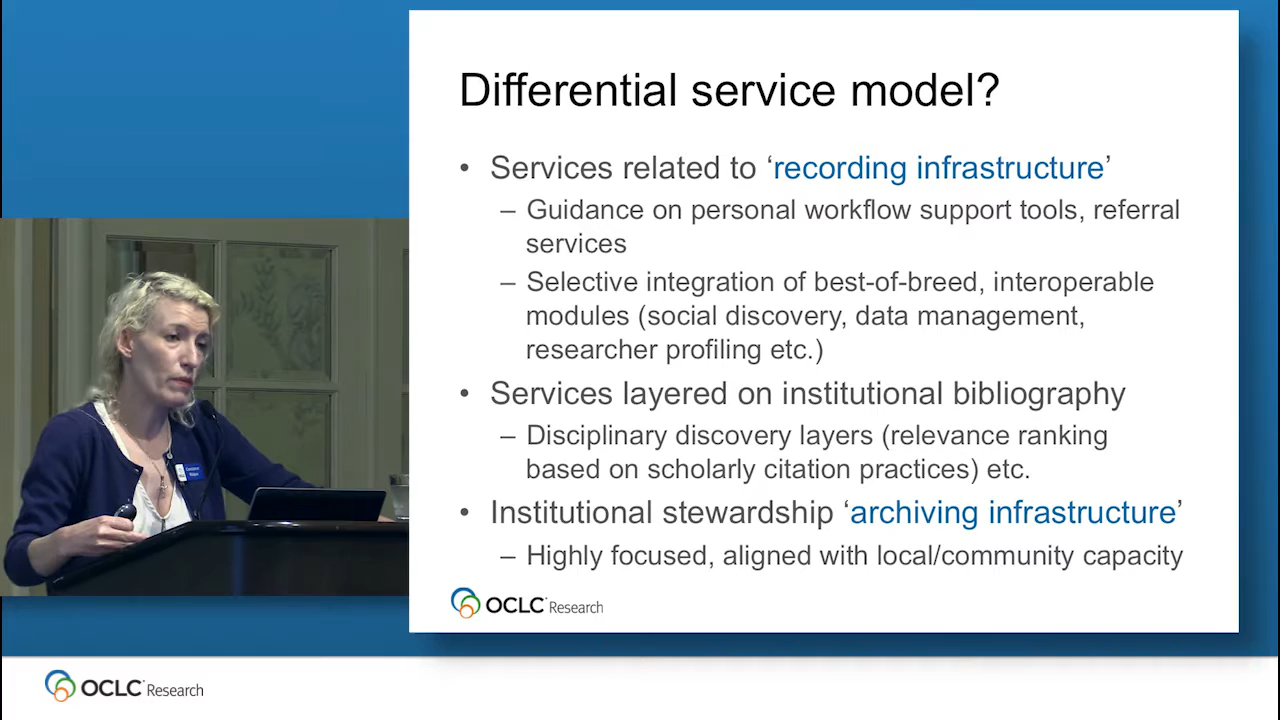 Differential service model?
• Services related to ‘recording infrastructure’
– Guidance on personal workflow support tools, referral
services
– Selective integration of best-of-breed, interoperable
modules (social discovery, data management,
researcher profiling etc.)
• Services layered on institutional bibliography
– Disciplinary discovery layers (relevance ranking
based on scholarly citation practices) etc.
• Institutional stewardship ‘archiving infrastructure’
– Highly focused, aligned with local/community capacity
OCLC Research
OCLC Research